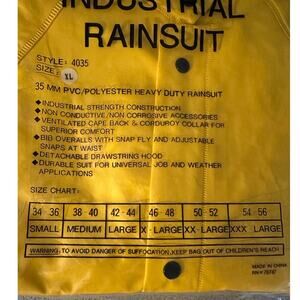 INDUSTRIAL
RAINSUIT
STYLE: 4035
SIZE: XL
35 MM PVC/POLYESTER HEAVY DUTY RAINSUIT
◆INDUSTRIAL STRENGTH CONSTRUCTION
◆NON CONDUCTIVE/NON CORROSIVE ACCESSORIES
◆VENTILATED CAPE BACK & CORDUROY COLLAR FOR
SUPERIOR COMFORT
◆BIB OVERALLS WITH SNAP FLY AND ADJUSTABLE
SNAPS AT WAIST
◆DETACHABLE DRAWSTRING HOOD
◆DURABLE SUIT FOR UNIVERSAL JOB AND WEATHER
APPLICATIONS
SIZE CHART:
34 - 36 38 - 40 42 - 44 46 - 48 50 - 52 54 - 56
SMALL MEDIUM LARGE X - LARGE XX - LARGE XXX LARGE
WARNING: TO AVOID DANGER OF SUFFOCATION, KEEP BAG OUT OF CHILDREN'S REACH
MADE IN CHINA